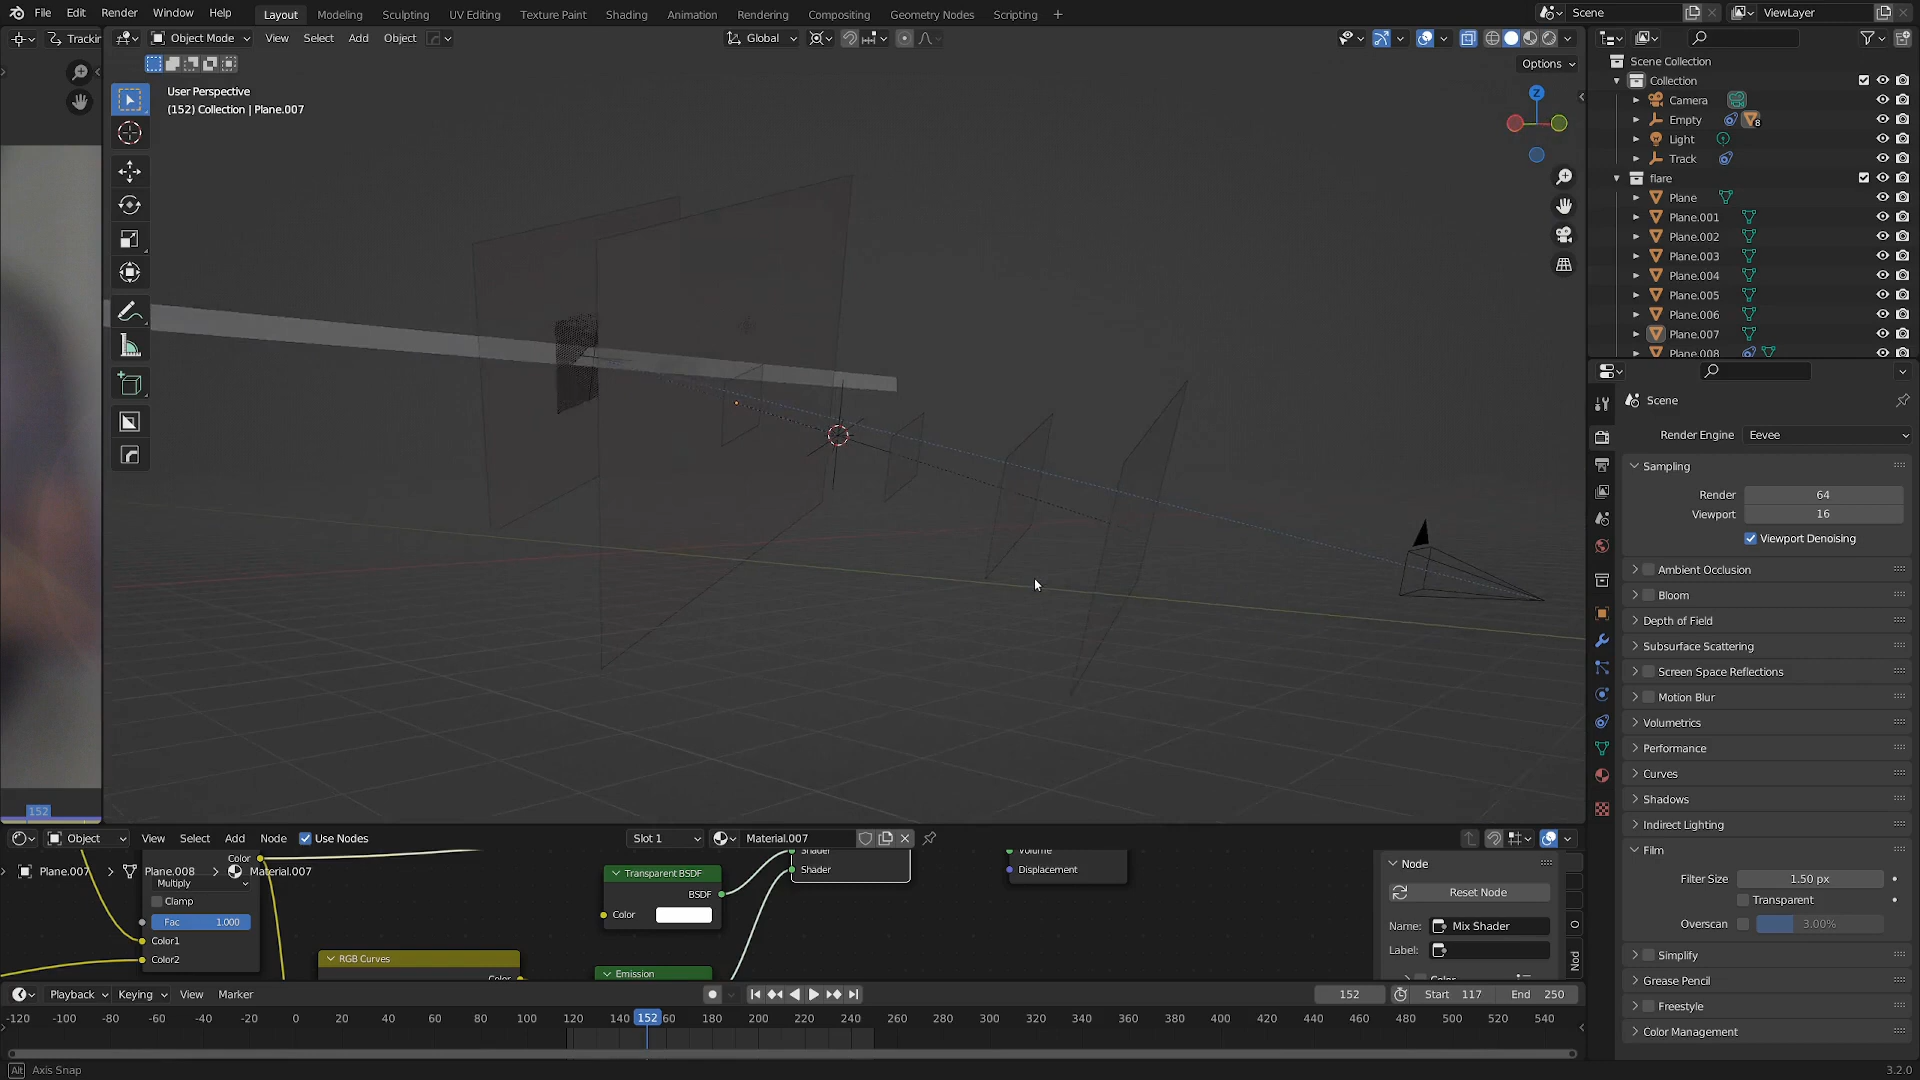 File Edit Render Window Help Layout Modeling Sculpting UV Editing Texture Paint Shading Animation Rendering Compositing Geometry Nodes Scripting + Scene ViewLayer
Trackin Object Mode View Select Add Object Global
Options
User Perspective
(152) Collection | Plane.007
Z
Scene Collection
Collection
Camera
Empty 8
Light
Track
flare
Plane
Plane.001
Plane.002
Plane.003
Plane.004
Plane.005
Plane.006
Plane.007
Plane.008
Scene
Render Engine Eevee
Sampling
Render 64
Viewport 16
Viewport Denoising
Ambient Occlusion
Bloom
Depth of Field
Subsurface Scattering
Screen Space Reflections
Motion Blur
Volumetrics
Performance
Curves
Shadows
Indirect Lighting
Film
Filter Size 1.50 px
Transparent
Overscan 3.00%
Simplify
Grease Pencil
Freestyle
Color Management
152
Object View Select Add Node Use Nodes Slot 1 Material.007
Plane.007 > Plane.008 > Material.007
Color
Multiply
Clamp
Fac 1.000
Color1
Color2
RGB Curves
Color
Transparent BSDF
BSDF
Color
Emission
Shader
Shader
Volume
Displacement
Node
Reset Node
Name: Mix Shader
Label:
Color
O
Nod
Playback Keying View Marker 152 Start 117 End 250
-120 -100 -80 -60 -40 -20 0 20 40 60 80 100 120 140 152 60 180 200 220 240 260 280 300 320 340 360 380 400 420 440 460 480 500 520 540
Alt Axis Snap 3.2.0